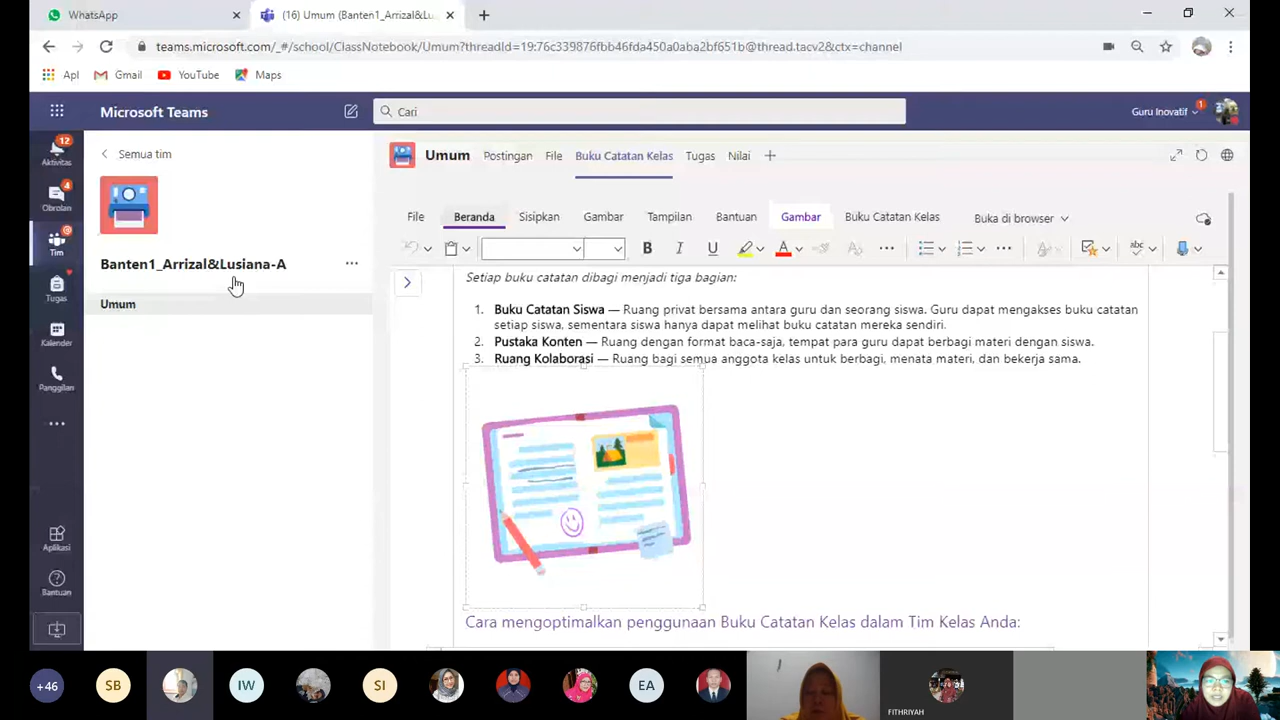 WhatsApp
(16) Umum (Banten1_Arrizal&Lu
teams.microsoft.com/_#/school/ClassNotebook/Umum?threadId=19:76c339876fbb46fda450a0aba2bf651b@thread.tacv2&ctx=channel
Apl Gmail YouTube Maps
Microsoft Teams
Cari
Guru Inovatif
1
12
Aktivitas
4
Obrolan
Tim
Tugas
Kalender
Panggilan
Aplikasi
Bantuan
Semua tim
Banten1_Arrizal&Lusiana-A
Umum
Umum Postingan File Buku Catatan Kelas Tugas Nilai
File Beranda Sisipkan Gambar Tampilan Bantuan Gambar Buku Catatan Kelas Buka di browser
B I U A
abc
Setiap buku catatan dibagi menjadi tiga bagian:
1. Buku Catatan Siswa — Ruang privat bersama antara guru dan seorang siswa. Guru dapat mengakses buku catatan
setiap siswa, sementara siswa hanya dapat melihat buku catatan mereka sendiri.
2. Pustaka Konten — Ruang dengan format baca-saja, tempat para guru dapat berbagi materi dengan siswa.
3. Ruang Kolaborasi — Ruang bagi semua anggota kelas untuk berbagi, menata materi, dan bekerja sama.
Cara mengoptimalkan penggunaan Buku Catatan Kelas dalam Tim Kelas Anda:
+46 SB IW SI EA
FITHRIYAH